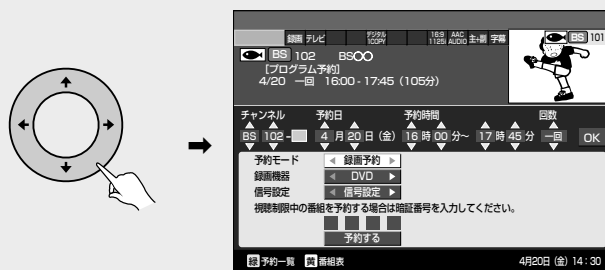 録画 テレビ デジタル 1COPY 16:9 1125 AAC AUDIO 主+副 字幕
BS 101
BS 102 BS〇〇
[プログラム予約]
4/20 一回 16:00 - 17:45（105分）
チャンネル 予約日 予約時間 回数
BS 102 - 4 月 20 日（金） 16 時 00 分〜 17 時 45 分 一回 OK
予約モード 録画予約
録画機器 DVD
信号設定 信号設定
視聴制限中の番組を予約する場合は暗証番号を入力してください。
予約する
緑 予約一覧 黄 番組表 4月20日（金）14：30